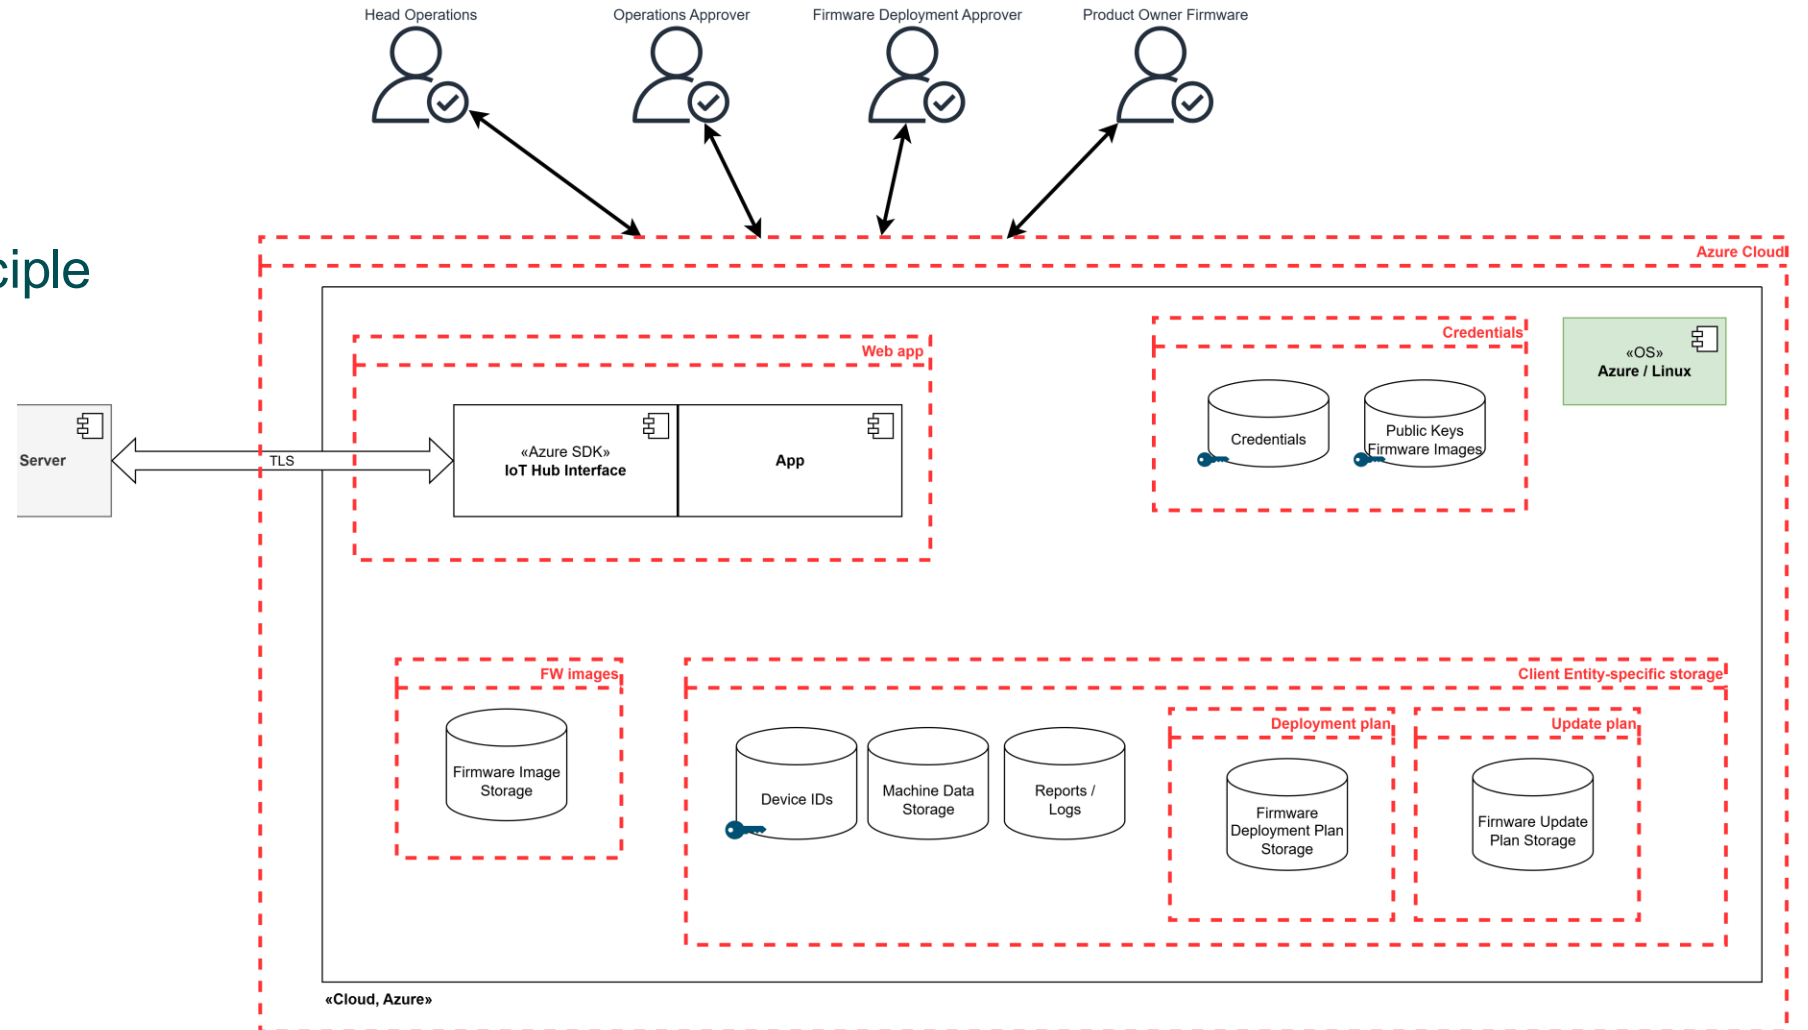 Head Operations
Operations Approver
Firmware Deployment Approver
Product Owner Firmware
ciple
Azure Cloud
Web app
Credentials
«OS»
Azure / Linux
Server
TLS
«Azure SDK»
IoT Hub Interface
App
Credentials
Public Keys
Firmware Images
FW images
Client Entity-specific storage
Deployment plan
Update plan
Firmware Image
Storage
Device IDs
Machine Data
Storage
Reports /
Logs
Firmware
Deployment Plan
Storage
Firnware Update
Plan Storage
«Cloud, Azure»